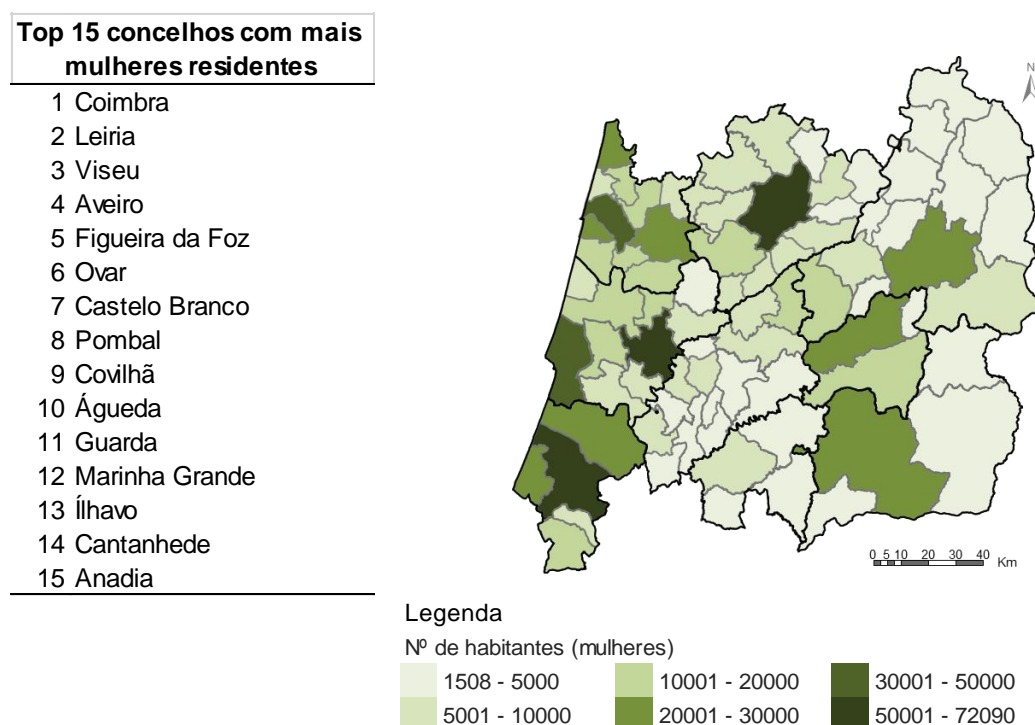 Top 15 concelhos com mais
mulheres residentes
1 Coimbra
2 Leiria
3 Viseu
4 Aveiro
5 Figueira da Foz
6 Ovar
7 Castelo Branco
8 Pombal
9 Covilhã
10 Águeda
11 Guarda
12 Marinha Grande
13 Ílhavo
14 Cantanhede
15 Anadia
N
0 5 10 20 30 40
Km
Legenda
Nº de habitantes (mulheres)
1508 - 5000 10001 - 20000 30001 - 50000
5001 - 10000 20001 - 30000 50001 - 72090